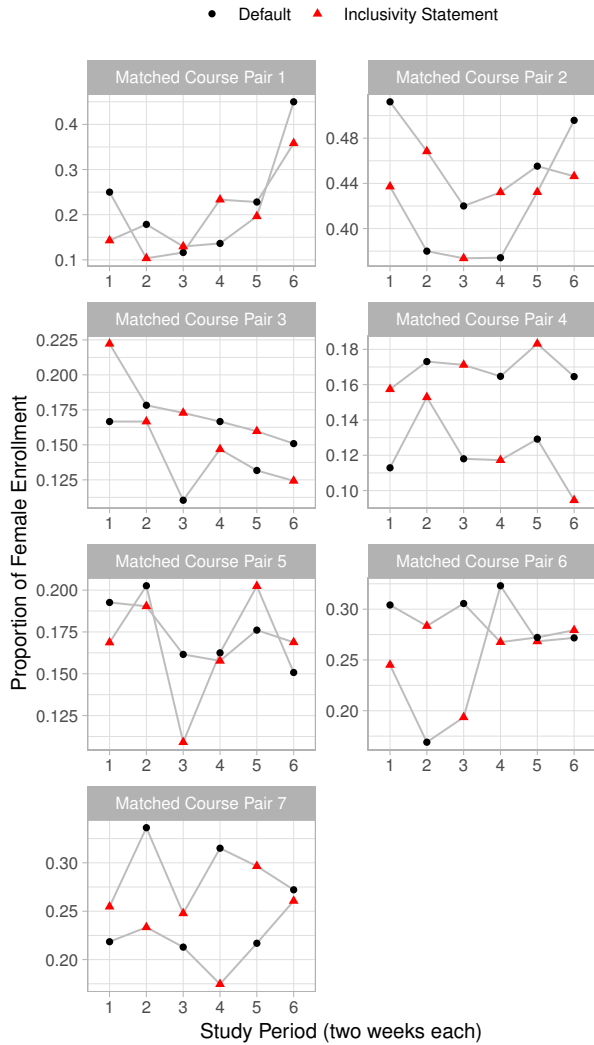 Default Inclusivity Statement
Proportion of Female Enrollment
Matched Course Pair 1
0.4
0.3
0.2
0.1
1 2 3 4 5 6
Matched Course Pair 2
0.48
0.44
0.40
1 2 3 4 5 6
Matched Course Pair 3
0.225
0.200
0.175
0.150
0.125
1 2 3 4 5 6
Matched Course Pair 4
0.18
0.16
0.14
0.12
0.10
1 2 3 4 5 6
Matched Course Pair 5
0.200
0.175
0.150
0.125
1 2 3 4 5 6
Matched Course Pair 6
0.30
0.25
0.20
1 2 3 4 5 6
Matched Course Pair 7
0.30
0.25
0.20
1 2 3 4 5 6
Study Period (two weeks each)